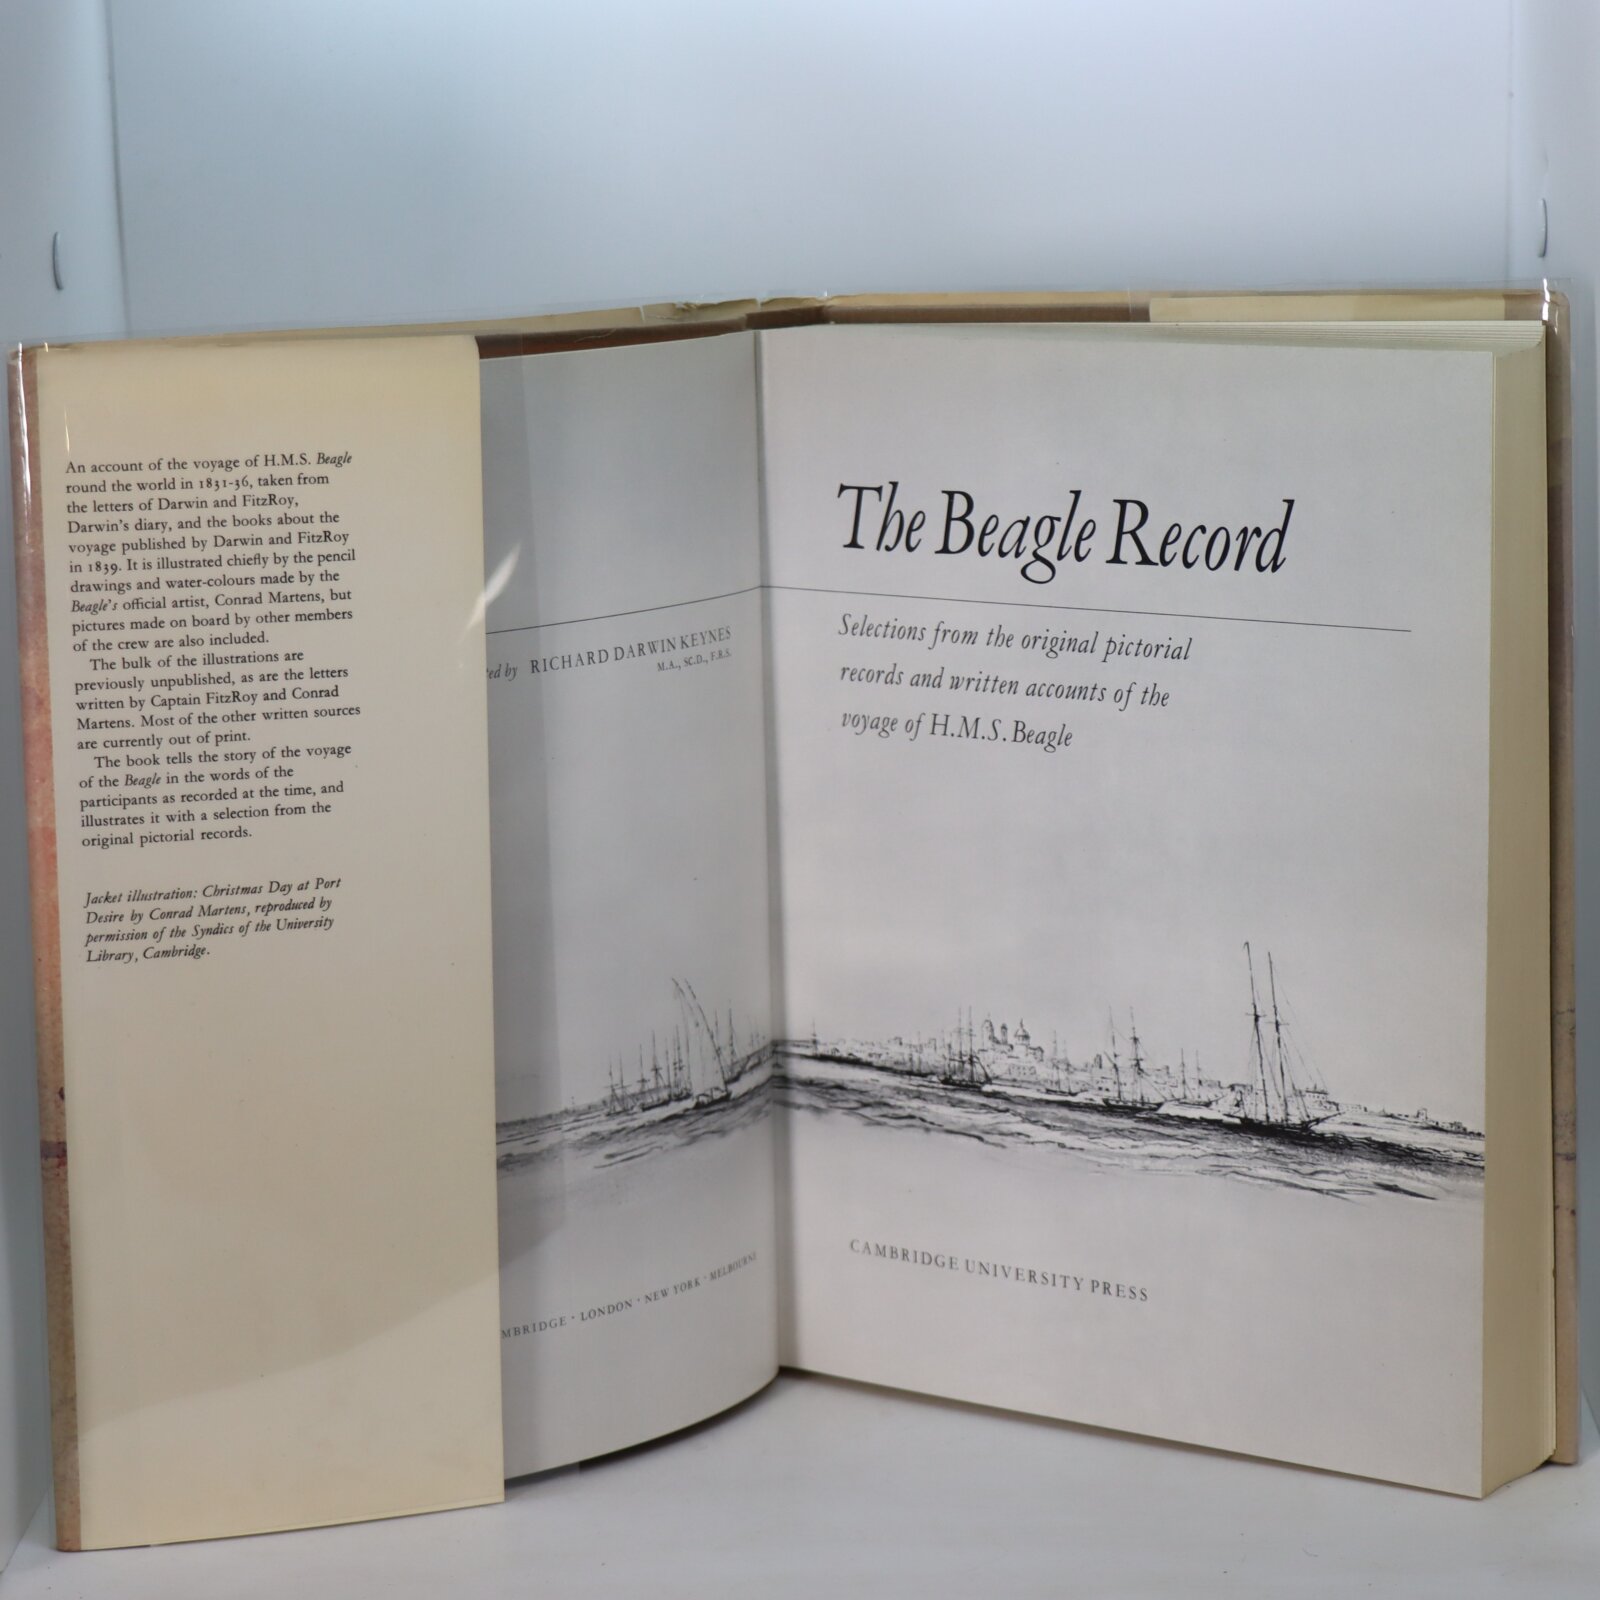 An account of the voyage of H.M.S. Beagle
round the world in 1831-36, taken from
the letters of Darwin and FitzRoy,
Darwin's diary, and the books about the
voyage published by Darwin and FitzRoy
in 1839. It is illustrated chiefly by the pencil
drawings and water-colours made by the
Beagle's official artist, Conrad Martens, but
pictures made on board by other members
of the crew are also included.
The bulk of the illustrations are
previously unpublished, as are the letters
written by Captain FitzRoy and Conrad
Martens. Most of the other written sources
are currently out of print.
The book tells the story of the voyage
of the Beagle in the words of the
participants as recorded at the time, and
illustrates it with a selection from the
original pictorial records.
Jacket illustration: Christmas Day at Port
Desire by Conrad Martens, reproduced by
permission of the Syndics of the University
Library, Cambridge.
by RICHARD DARWIN KEYNES
M.A., SC.D., F.R.S.
LONDON · NEW YORK · MELBOURNE
The Beagle Record
Selections from the original pictorial
records and written accounts of the
voyage of H.M.S. Beagle
CAMBRIDGE UNIVERSITY PRESS